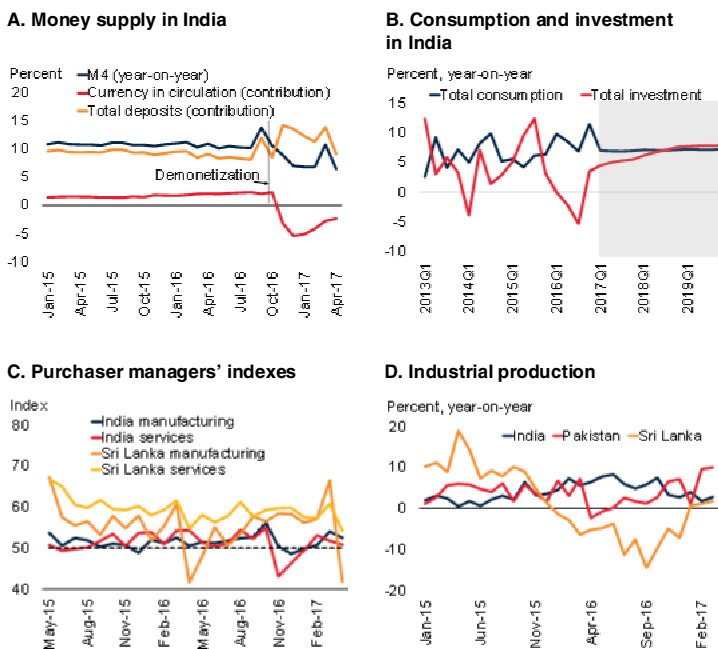 A. Money supply in India
Percent
M4 (year-on-year)
Currency in circulation (contribution)
Total deposits (contribution)
20
15
10
5
0
-5
-10
Demonetization
Jan-15
Apr-15
Jul-15
Oct-15
Jan-16
Apr-16
Jul-16
Oct-16
Jan-17
Apr-17
B. Consumption and investment
in India
Percent, year-on-year
Total consumption
Total investment
15
10
5
0
-5
-10
2013Q1
2014Q1
2015Q1
2016Q1
2017Q1
2018Q1
2019Q1
C. Purchaser managers’ indexes
Index
India manufacturing
India services
Sri Lanka manufacturing
Sri Lanka services
80
70
60
50
40
May-15
Aug-15
Nov-15
Feb-16
May-16
Aug-16
Nov-16
Feb-17
D. Industrial production
Percent, year-on-year
India
Pakistan
Sri Lanka
20
10
0
-10
-20
Jan-15
Jun-15
Nov-15
Apr-16
Sep-16
Feb-17